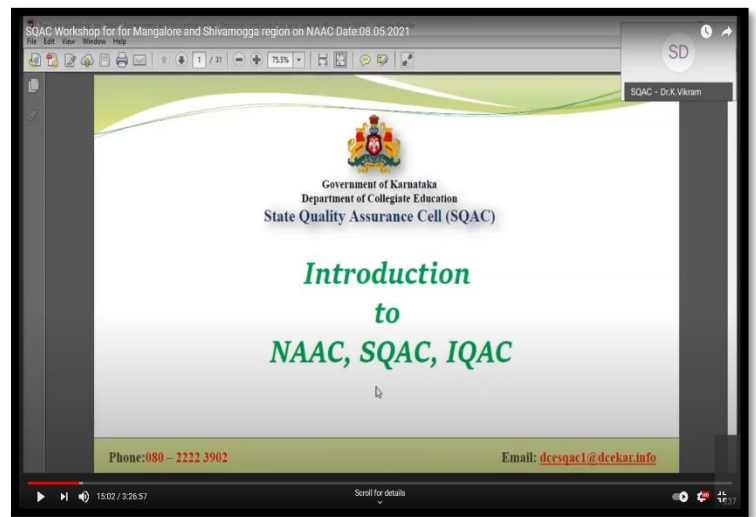 SQAC Workshop for for Mangalore and Shivamogga region on NAAC Date:08.05.2021
File Edit View Window Help
1 / 31
75.5%
SD
SQAC - Dr.K.Vikram
Government of Karnataka
Department of Collegiate Education
State Quality Assurance Cell (SQAC)
Introduction
to
NAAC, SQAC, IQAC
Phone:080 – 2222 3902
Email: dcesqac1@dcekar.info
15:02 / 3:26:57
Scroll for details